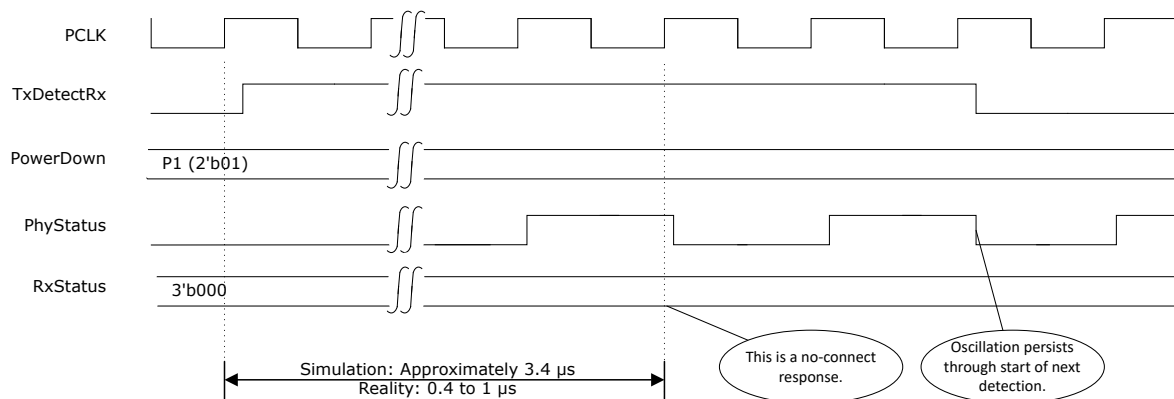 PCLK
TxDetectRx
PowerDown
P1 (2'b01)
PhyStatus
RxStatus
3'b000
Simulation: Approximately 3.4 µs
Reality: 0.4 to 1 µs
This is a no-connect
response.
Oscillation persists
through start of next
detection.